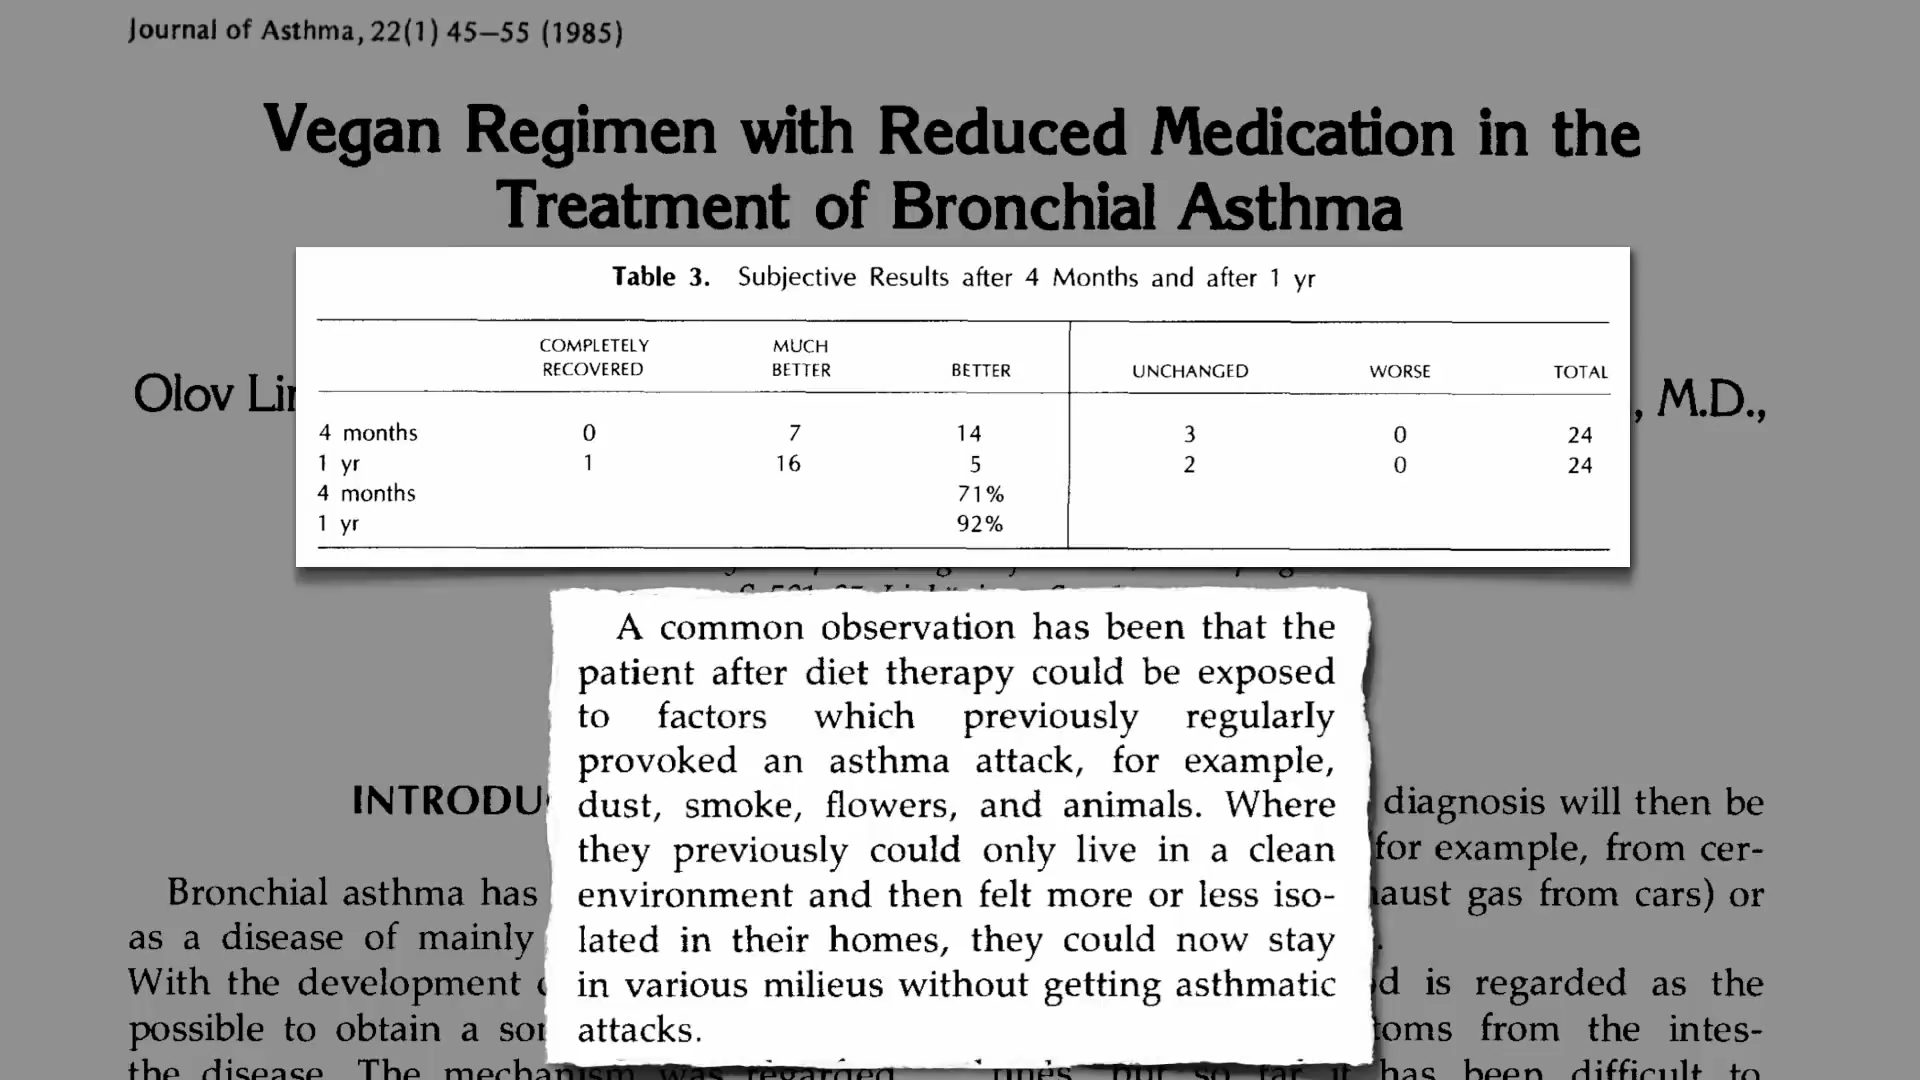 Journal of Asthma, 22(1) 45–55 (1985)
Vegan Regimen with Reduced Medication in the
Treatment of Bronchial Asthma
Table 3. Subjective Results after 4 Months and after 1 yr
COMPLETELY RECOVERED MUCH BETTER BETTER UNCHANGED WORSE TOTAL
4 months 0 7 14 3 0 24
1 yr 1 16 5 2 0 24
4 months 71%
1 yr 92%
Olov
, M.D.,
A common observation has been that the
patient after diet therapy could be exposed
to factors which previously regularly
provoked an asthma attack, for example,
dust, smoke, flowers, and animals. Where
they previously could only live in a clean
environment and then felt more or less iso-
lated in their homes, they could now stay
in various milieus without getting asthmatic
attacks.
INTRODU
Bronchial asthma has
as a disease of mainly
With the development
possible to obtain a
the disease. The
diagnosis will then be
for example, from cer-
gas from cars) or
is regarded as the
from the intes-
has been difficult to